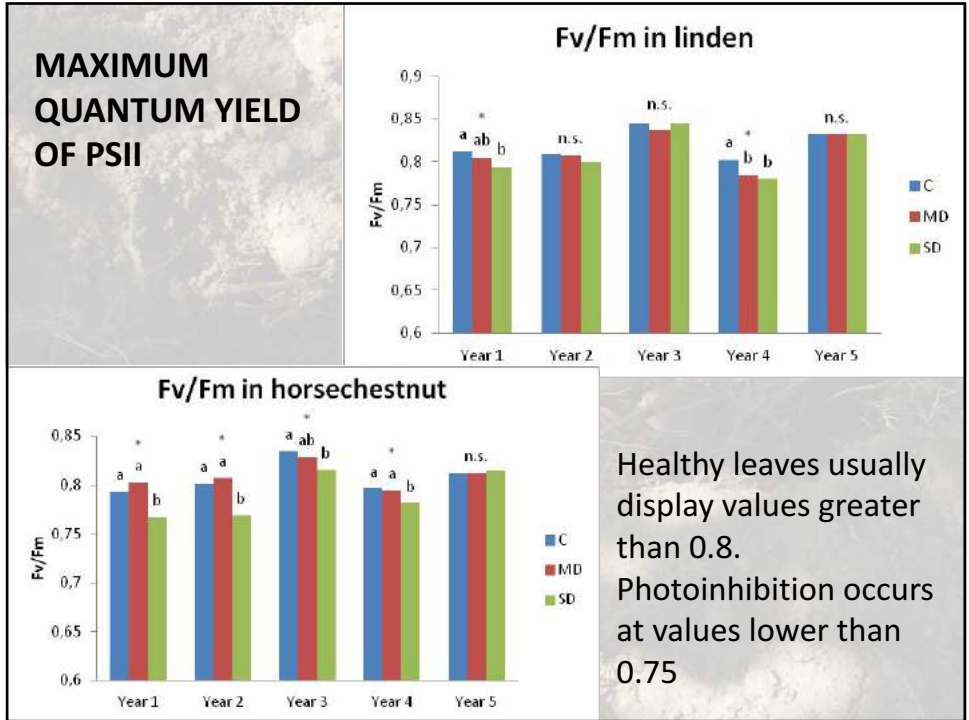 MAXIMUM
QUANTUM YIELD
OF PSII
Fv/Fm in linden
0,9
0,85
0,8
0,75
0,7
0,65
0,6
Fv/Fm
a
*
ab
b
n.s.
n.s.
a
*
b
b
n.s.
Year 1
Year 2
Year 3
Year 4
Year 5
C
MD
SD
Fv/Fm in horsechestnut
0,85
0,8
0,75
0,7
0,65
0,6
Fv/Fm
a
*
a
b
a
*
a
b
a
*
ab
b
a
*
a
b
n.s.
Year 1
Year 2
Year 3
Year 4
Year 5
C
MD
SD
Healthy leaves usually
display values greater
than 0.8.
Photoinhibition occurs
at values lower than
0.75